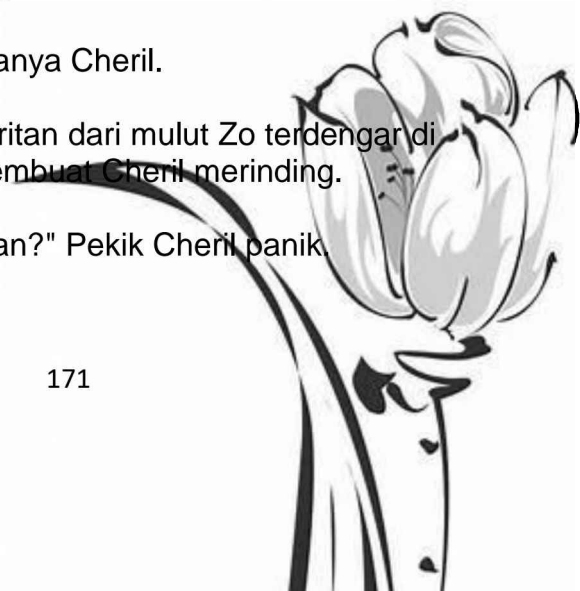 anya Cheril.
ritan dari mulut Zo terdengar di
embuat Cheril merinding.
an?" Pekik Cheril panik.
171